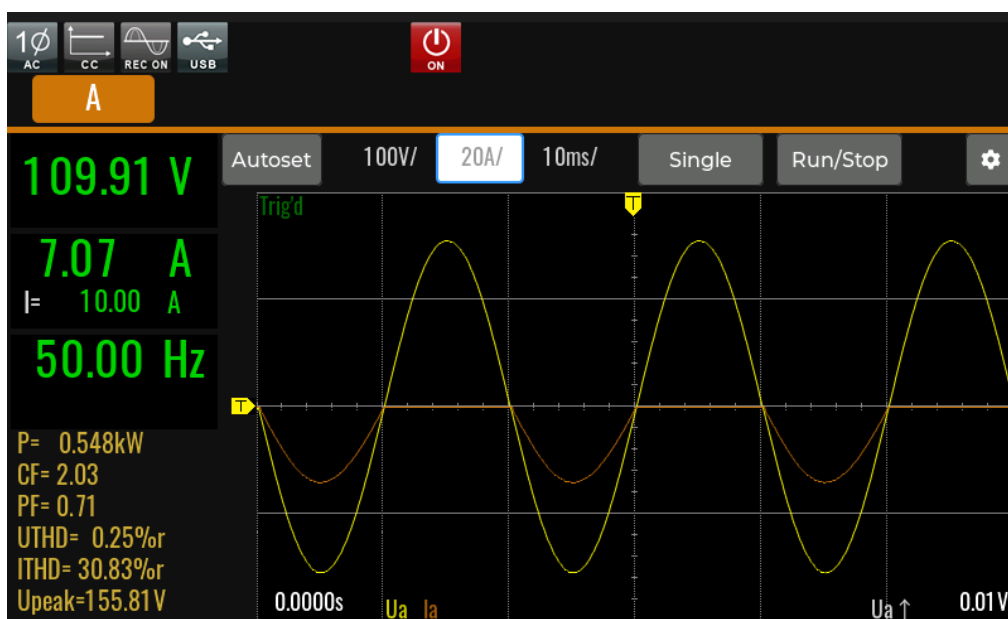 1Ø
AC
CC
REC ON
USB
ON
A
109.91 V
7.07 A
I= 10.00 A
50.00 Hz
P= 0.548kW
CF= 2.03
PF= 0.71
UTHD= 0.25%r
ITHD= 30.83%r
Upeak=155.81V
Autoset
100V/
20A/
10ms/
Single
Run/Stop
Trig'd
T
T
0.0000s
Ua
Ia
Ua ↑
0.01V